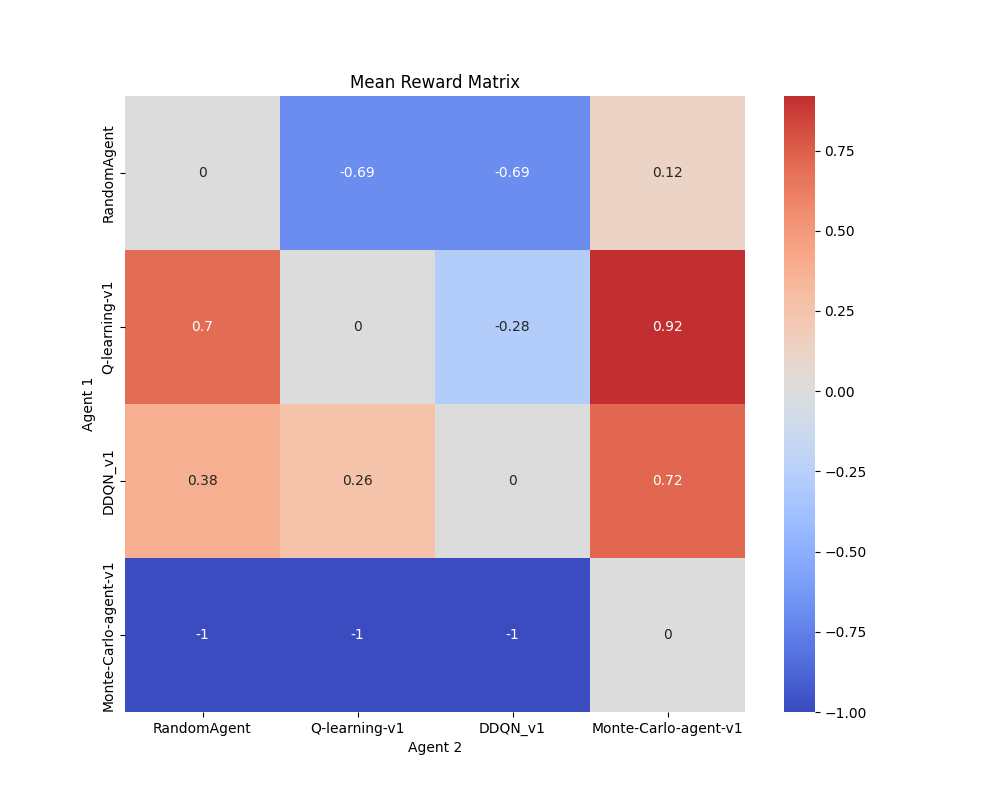 Mean Reward Matrix
RandomAgent
0
-0.69
-0.69
0.12
Q-learning-v1
0.7
0
-0.28
0.92
DDQN_v1
0.38
0.26
0
0.72
Monte-Carlo-agent-v1
-1
-1
-1
0
Agent 1
RandomAgent
Q-learning-v1
DDQN_v1
Monte-Carlo-agent-v1
Agent 2
0.75
0.50
0.25
0.00
−0.25
−0.50
−0.75
−1.00